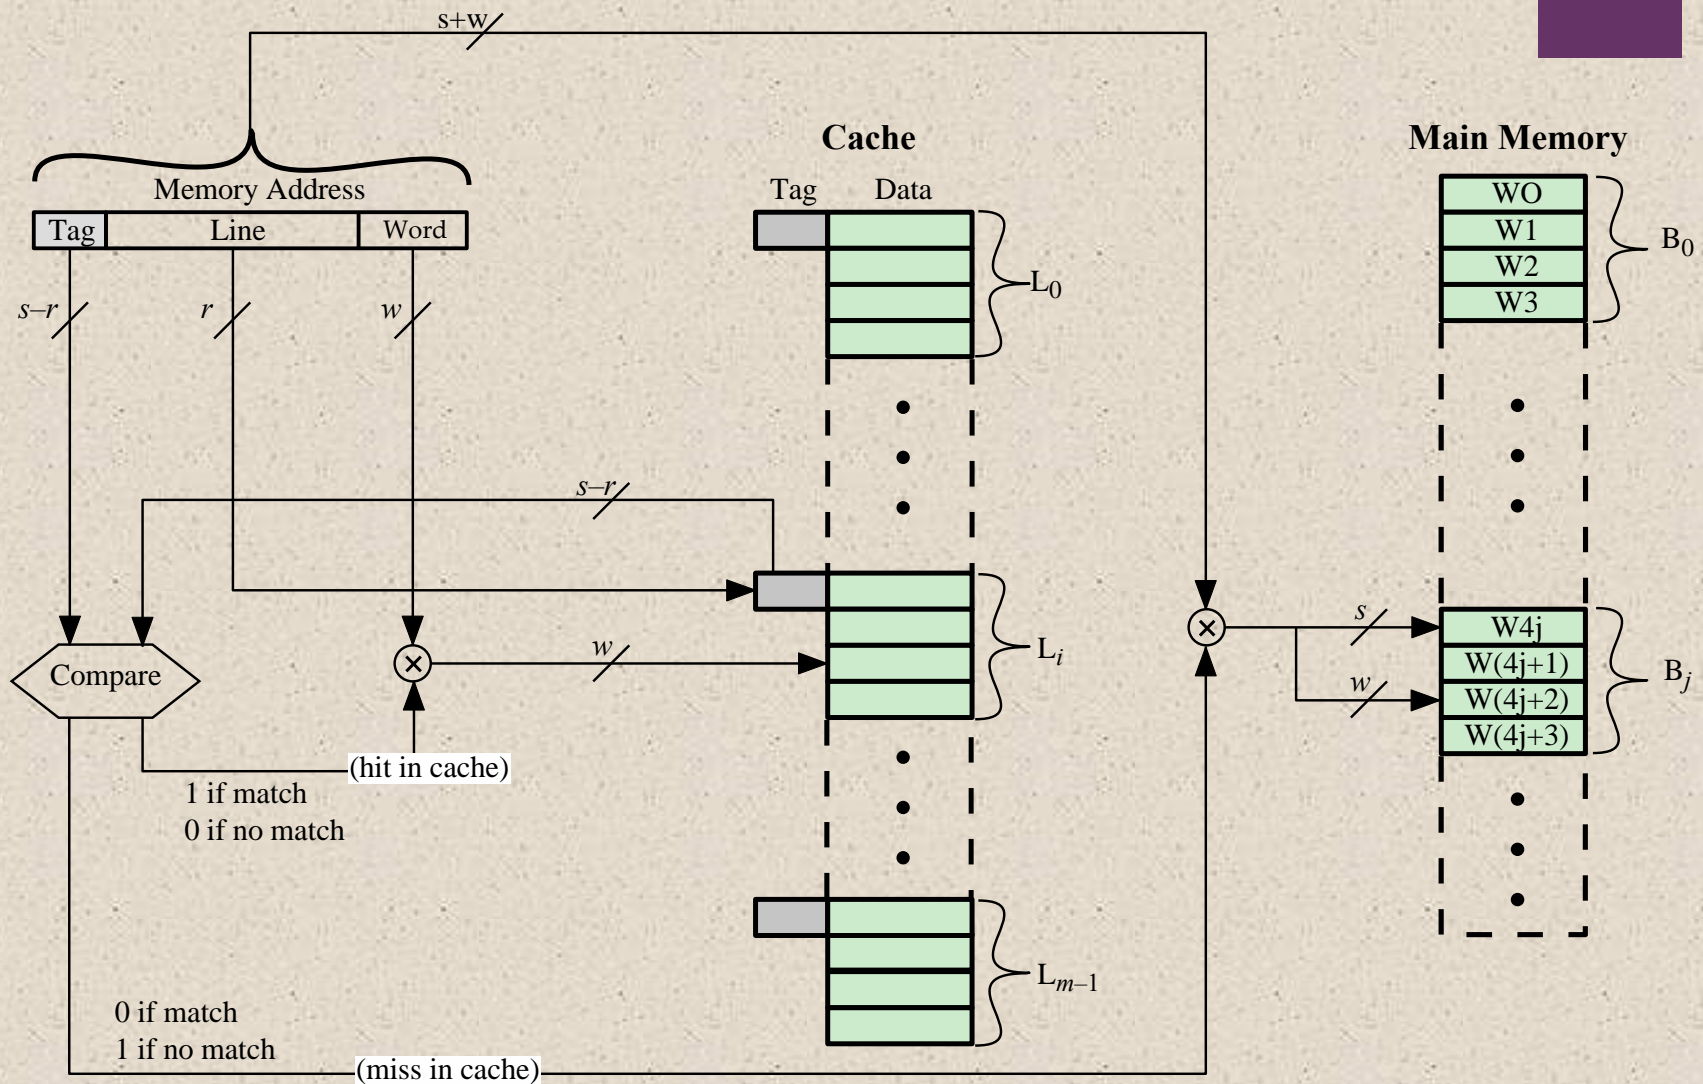 s+w
Cache
Main Memory
Memory Address
Tag Data
Tag Line Word
WO
W1
W2
W3
B0
L0
s–r
r
w
s–r
Compare
w
Li
s
w
W4j
W(4j+1)
W(4j+2)
W(4j+3)
Bj
(hit in cache)
1 if match
0 if no match
Lm–1
0 if match
1 if no match
(miss in cache)